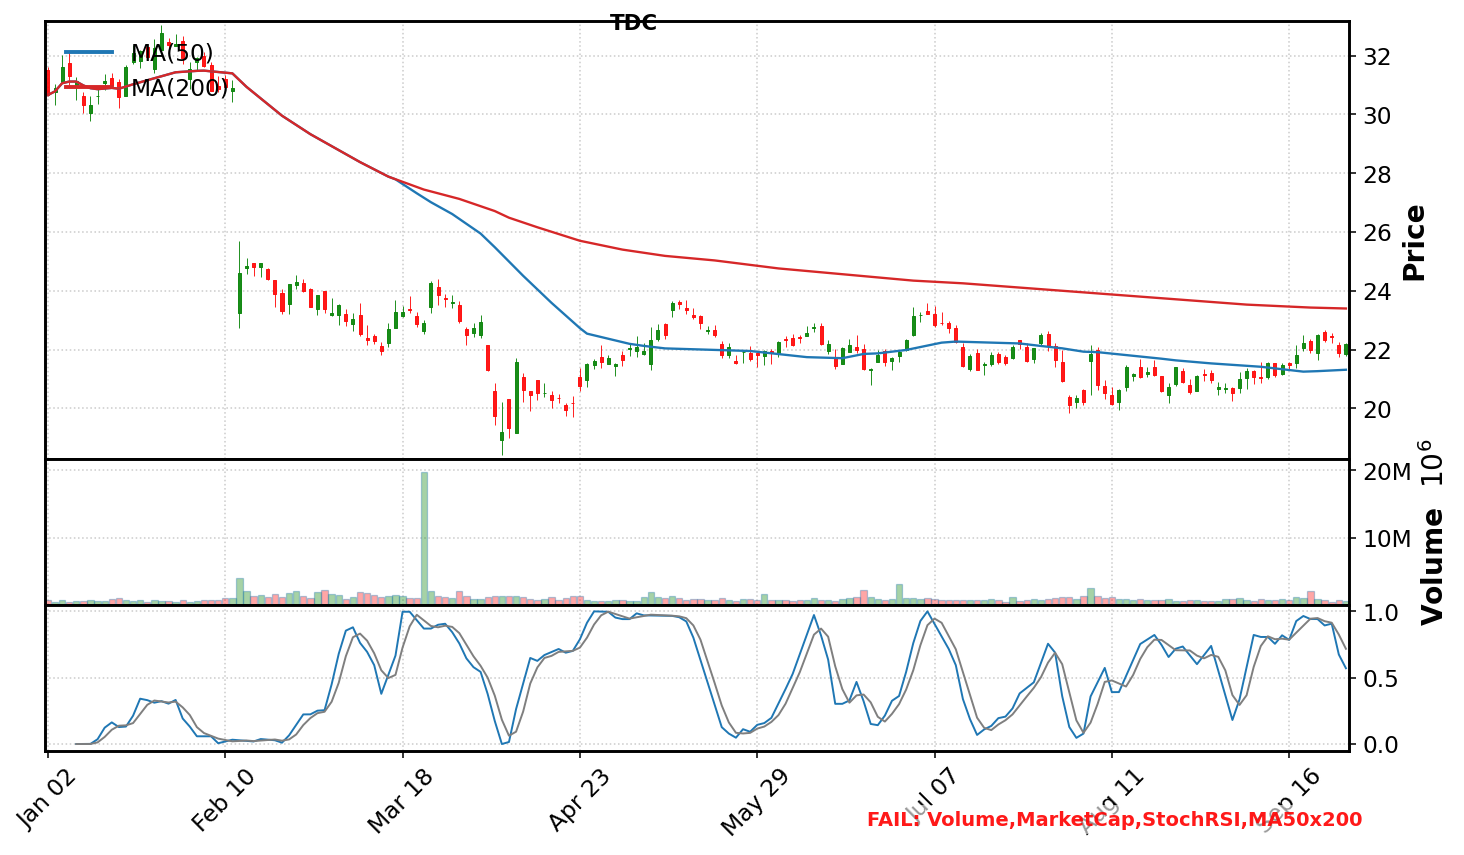 TDC
MA(50)
MA(200)
32
30
28
26
24
22
20
Price
20M
10M
Volume 10⁶
1.0
0.5
0.0
Jan 02
Feb 10
Mar 18
Apr 23
May 29
Jul 07
Aug 11
Sep 16
FAIL: Volume,MarketCap,StochRSI,MA50x200